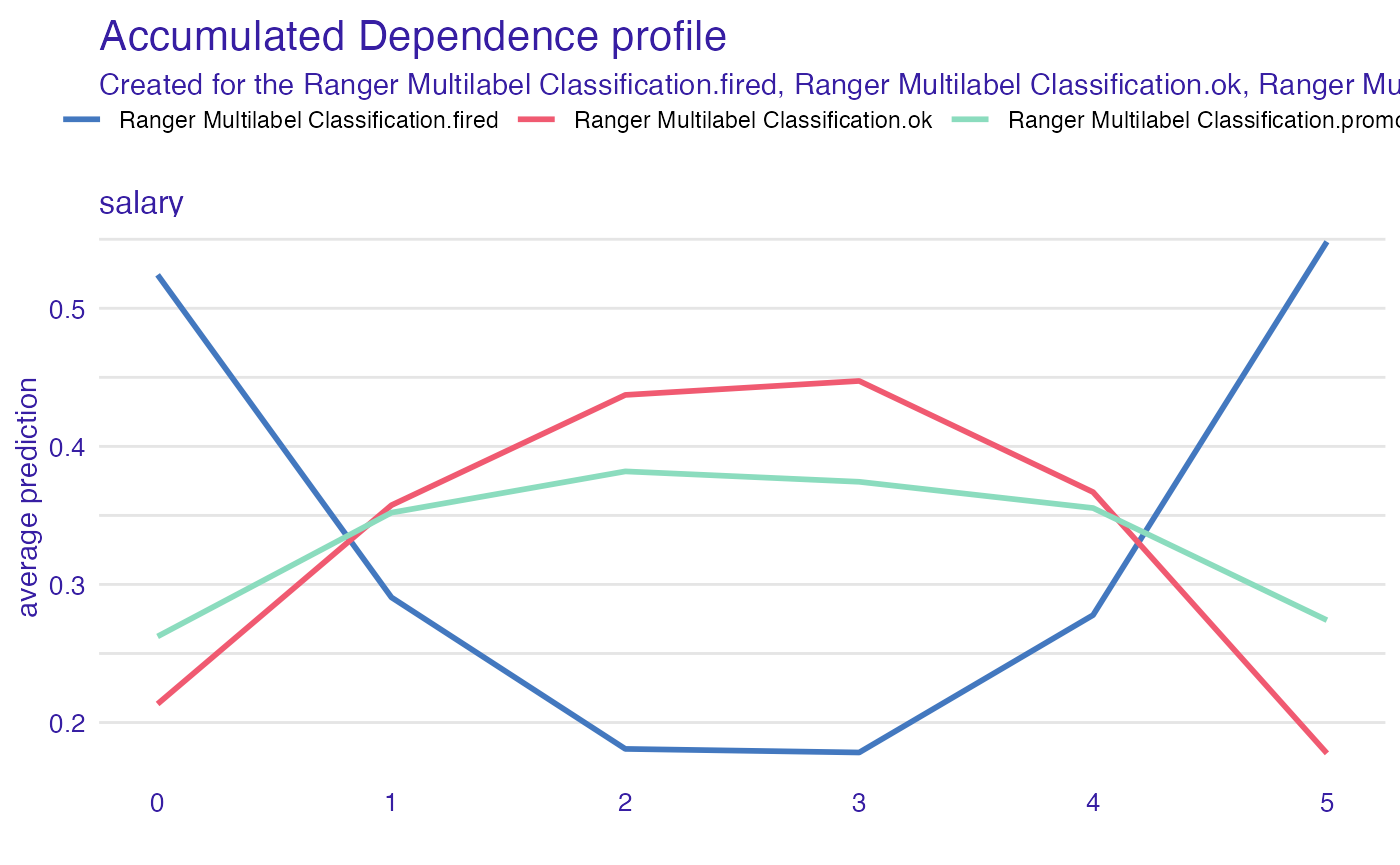 Accumulated Dependence profile
Created for the Ranger Multilabel Classification.fired, Ranger Multilabel Classification.ok, Ranger Mu
Ranger Multilabel Classification.fired Ranger Multilabel Classification.ok Ranger Multilabel Classification.promo
salary
0.5
0.4
0.3
0.2
average prediction
0 1 2 3 4 5